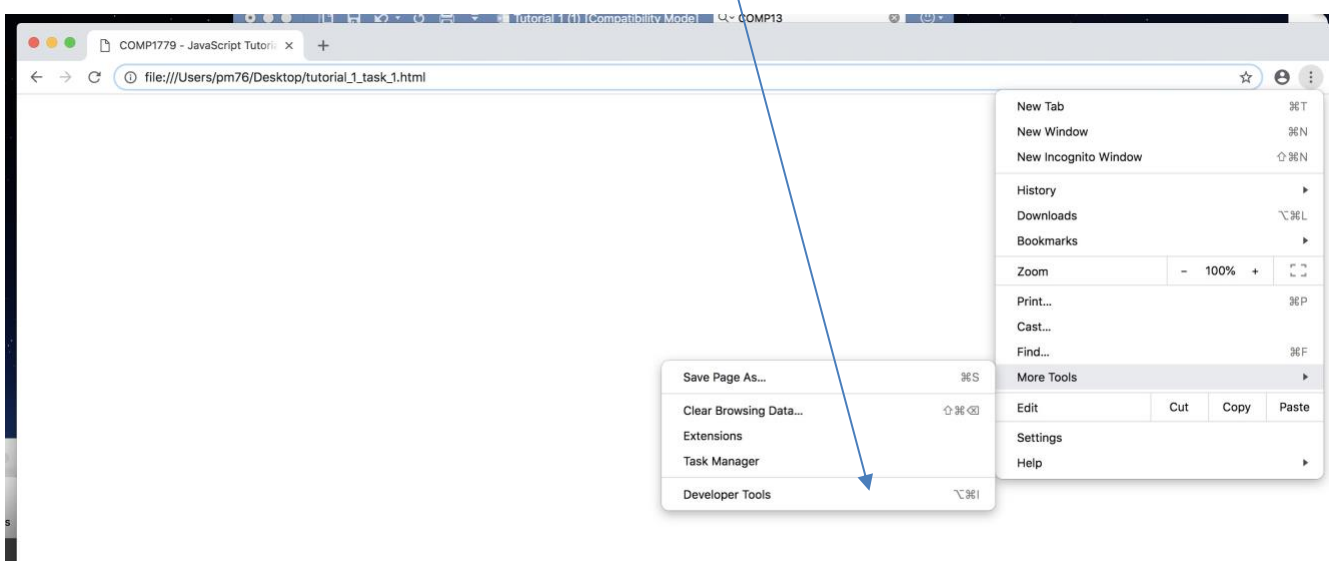 Tutorial 1 (1) [Compatibility Mode] COMP13
COMP1779 - JavaScript Tutori × +
file:///Users/pm76/Desktop/tutorial_1_task_1.html
New Tab ⌘T
New Window ⌘N
New Incognito Window ⇧⌘N
History
Downloads ⌥⌘L
Bookmarks
Zoom - 100% +
Print... ⌘P
Cast...
Find... ⌘F
More Tools
Edit Cut Copy Paste
Settings
Help
Save Page As... ⌘S
Clear Browsing Data... ⇧⌘⌫
Extensions
Task Manager
Developer Tools ⌥⌘I
s